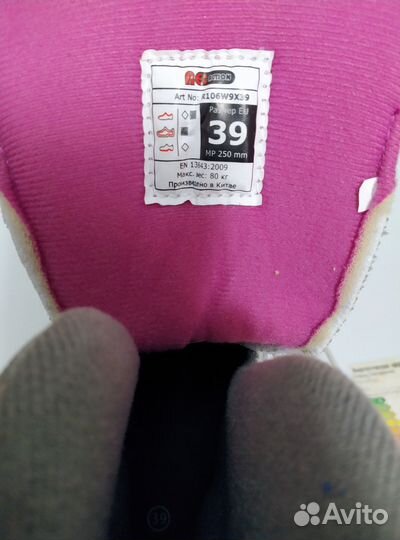 REACTION
Art No: R106W9X39
Размер EU
39
MP 250 mm
EN 13843:2009
Макс. вес: 80 кг
Произведено в Китае
39
Avito